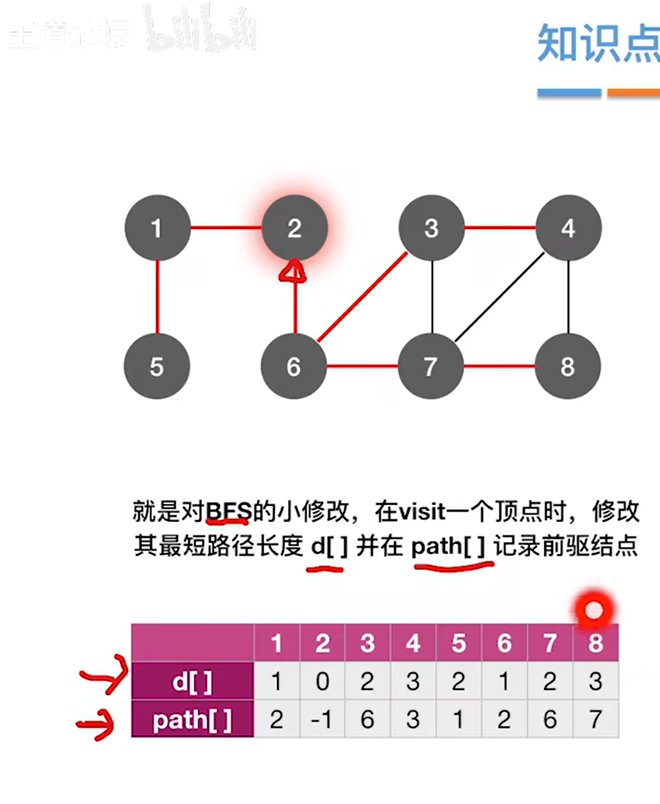 bilibili
知识点
1 2 3 4
5 6 7 8
就是对BFS的小修改，在visit一个顶点时，修改
其最短路径长度 d[ ] 并在 path[ ] 记录前驱结点
1 2 3 4 5 6 7 8
d[ ] 1 0 2 3 2 1 2 3
path[ ] 2 -1 6 3 1 2 6 7